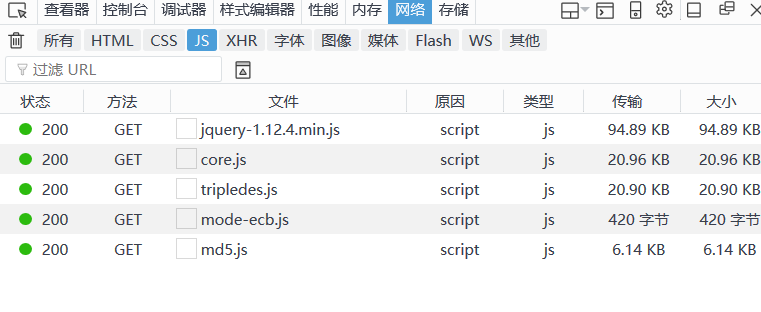 查看器 控制台 调试器 样式编辑器 性能 内存 网络 存储
所有 HTML CSS JS XHR 字体 图像 媒体 Flash WS 其他
过滤 URL
状态 方法 文件 原因 类型 传输 大小
200 GET jquery-1.12.4.min.js script js 94.89 KB 94.89 KB
200 GET core.js script js 20.96 KB 20.96 KB
200 GET tripledes.js script js 20.90 KB 20.90 KB
200 GET mode-ecb.js script js 420 字节 420 字节
200 GET md5.js script js 6.14 KB 6.14 KB